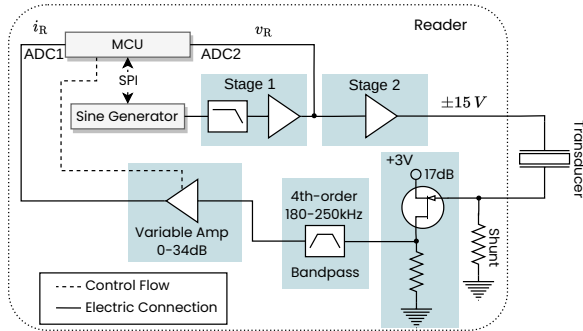 Reader
i_R
v_R
MCU
ADC1
ADC2
SPI
Sine Generator
Stage 1
Stage 2
±15 V
Transducer
+3V
17dB
4th-order
180-250kHz
Bandpass
Variable Amp
0-34dB
Shunt
Control Flow
Electric Connection